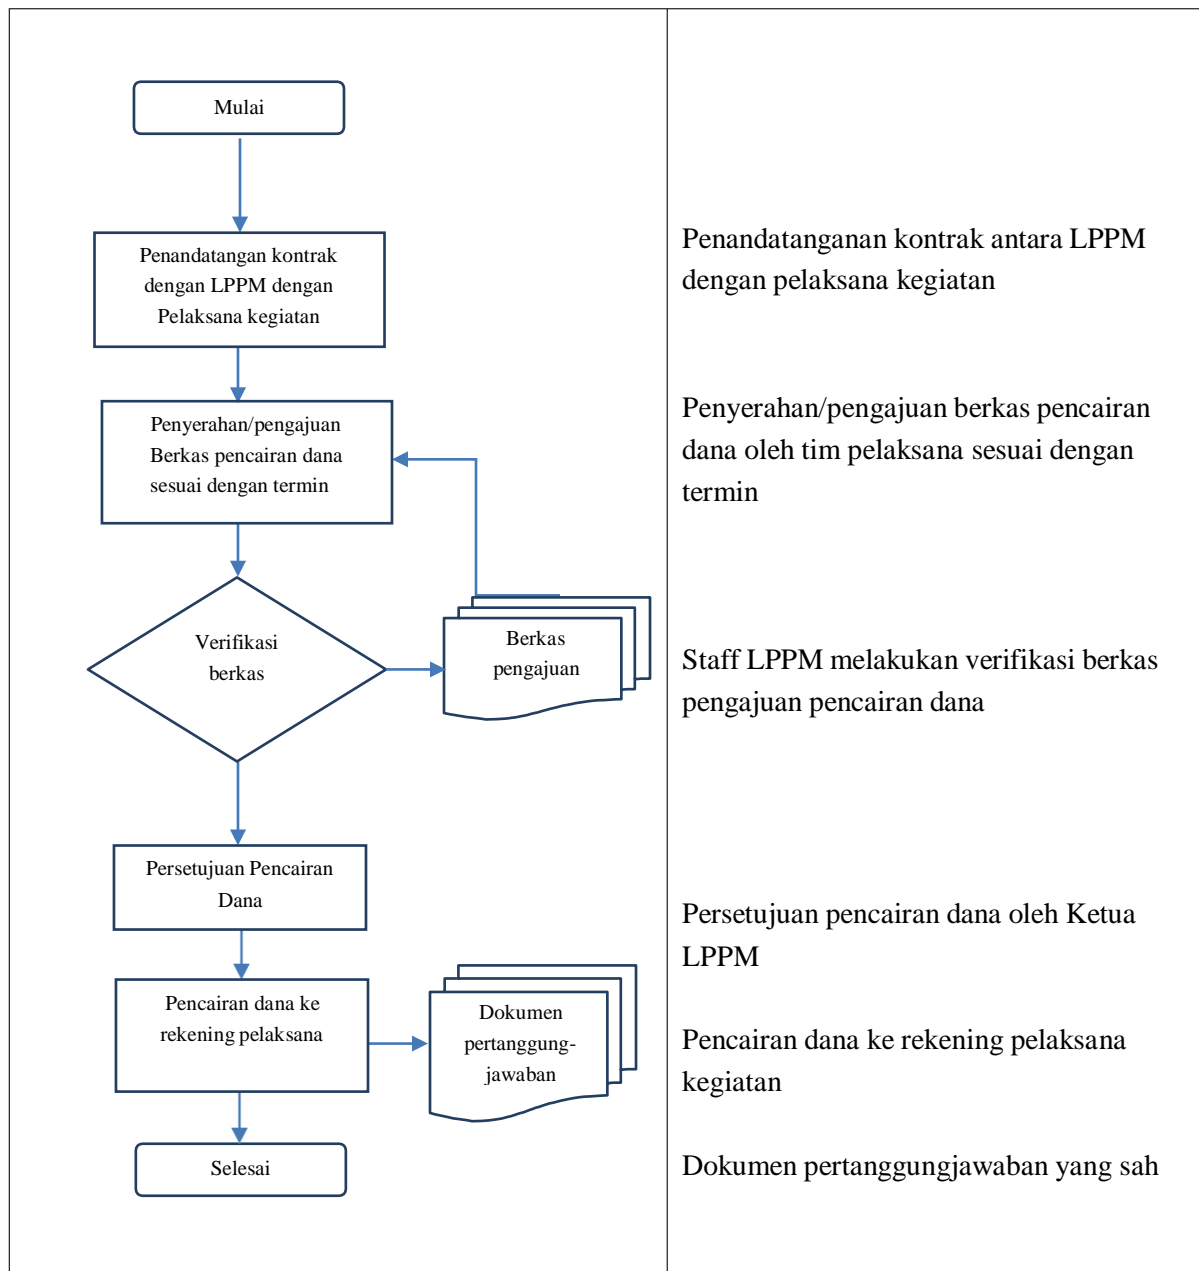 Mulai
Penandatangan kontrak
dengan LPPM dengan
Pelaksana kegiatan
Penyerahan/pengajuan
Berkas pencairan dana
sesuai dengan termin
Verifikasi
berkas
Berkas
pengajuan
Persetujuan Pencairan
Dana
Pencairan dana ke
rekening pelaksana
Dokumen
pertanggung-
jawaban
Selesai
Penandatanganan kontrak antara LPPM
dengan pelaksana kegiatan
Penyerahan/pengajuan berkas pencairan
dana oleh tim pelaksana sesuai dengan
termin
Staff LPPM melakukan verifikasi berkas
pengajuan pencairan dana
Persetujuan pencairan dana oleh Ketua
LPPM
Pencairan dana ke rekening pelaksana
kegiatan
Dokumen pertanggungjawaban yang sah